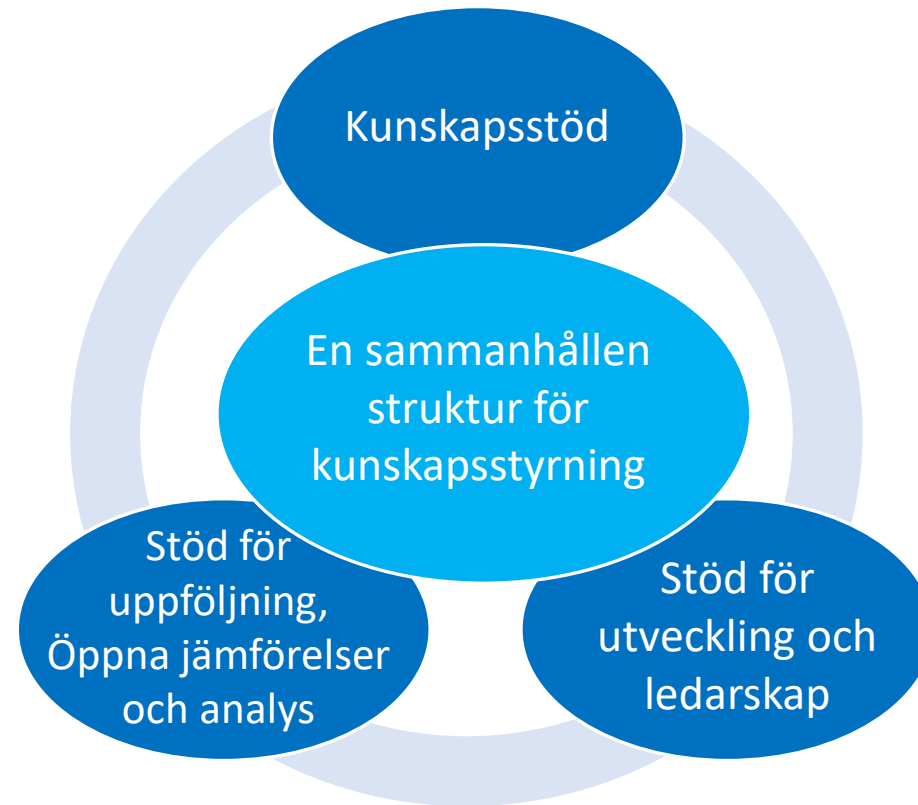 Kunskapsstöd
En sammanhållen
struktur för
kunskapsstyrning
Stöd för
uppföljning,
Öppna jämförelser
och analys
Stöd för
utveckling och
ledarskap